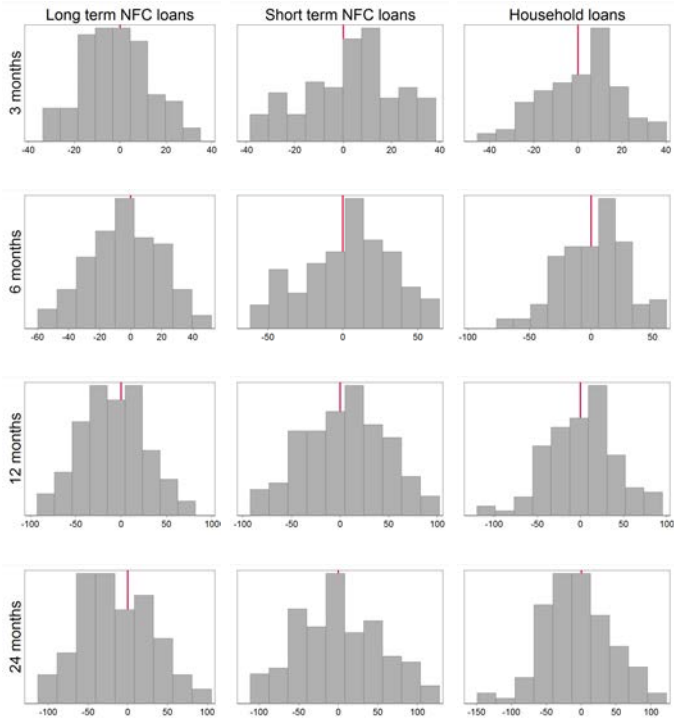 Long term NFC loans Short term NFC loans Household loans
3 months
-40 -20 0 20 40 -40 -20 0 20 40 -40 -20 0 20 40
6 months
-60 -40 -20 0 20 40 -50 0 50 -100 -50 0 50
12 months
-100 -50 0 50 100 -100 -50 0 50 100 -100 -50 0 50 100
24 months
-100 -50 0 50 100 -100 -50 0 50 100 -150 -100 -50 0 50 100